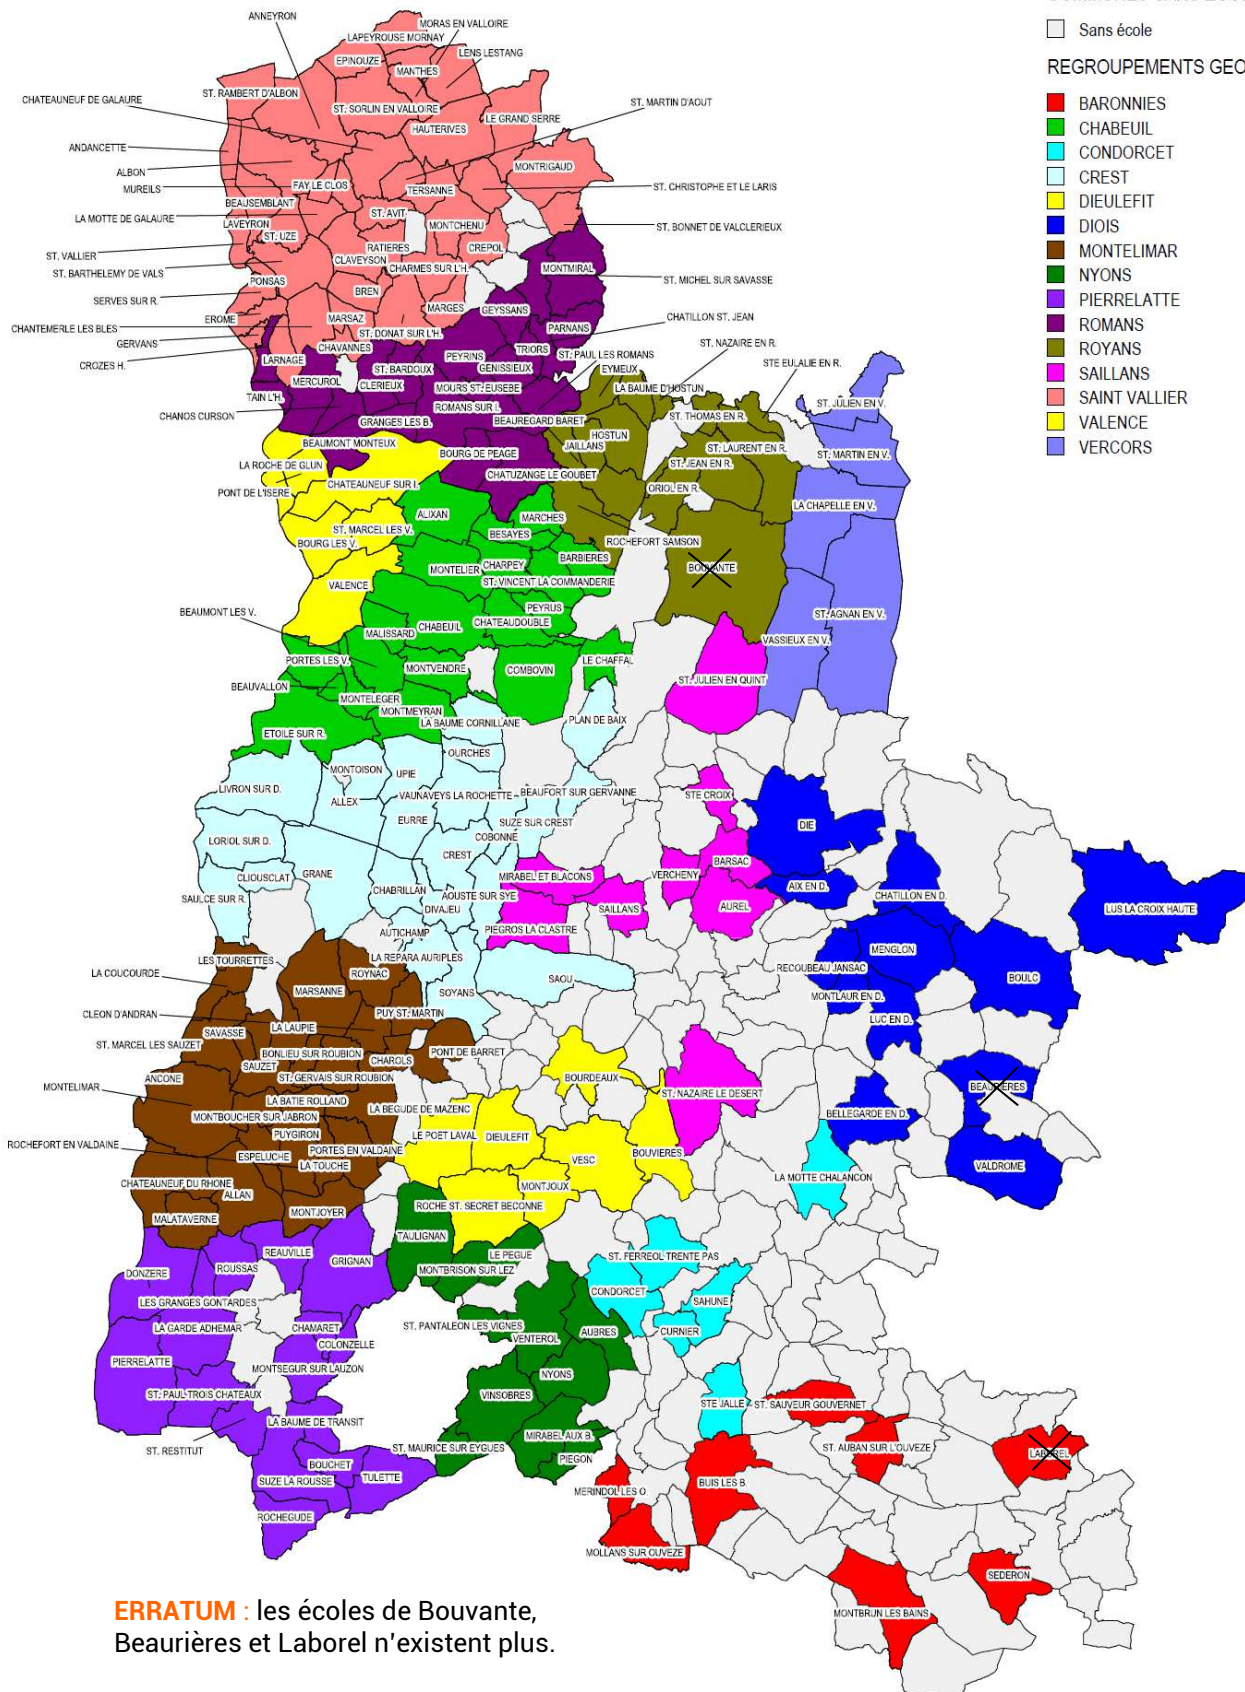 Sans école
REGROUPEMENTS GEO
BARONNIES
CHABEUIL
CONDORCET
CREST
DIEULEFIT
DIOIS
MONTELIMAR
NYONS
PIERRELATTE
ROMANS
ROYANS
SAILLANS
SAINT VALLIER
VALENCE
VERCORS
ANNEYRON
MORAS EN VALLOIRE
LAPEYROUSE MORNAY
LENS LESTANG
EPINOUZE
MANTHES
ST. RAMBERT D'ALBON
CHATEAUNEUF DE GALAURE
ST. SORLIN EN VALLOIRE
ST. MARTIN D'AOUT
LE GRAND SERRE
HAUTERIVES
ANDANCETTE
ALBON
MONTRIGAUD
MUREILS
FAY LE CLOS
TERSANNE
ST. CHRISTOPHE ET LE LARIS
BEAUSEMBLANT
LA MOTTE DE GALAURE
ST. AVIT
LAVEYRON
MONTCHENU
ST. BONNET DE VALCLERIEUX
ST. UZE
ST. VALLIER
RATIERES
CREPOL
CLAVEYSON
ST. BARTHELEMY DE VALS
CHARMES SUR L'H.
MONTMIRAL
PONSAS
ST. MICHEL SUR SAVASSE
BREN
SERVES SUR R.
MARGES
GEYSSANS
EROME
MARSAZ
CHATILLON ST. JEAN
CHANTEMERLE LES BLES
ST. DONAT SUR L'H.
PARNANS
GERVANS
CHAVANNES
TRIORS
ST. NAZAIRE EN R.
CROZES H.
LARNAGE
PEYRINS
ST. PAUL LES ROMANS
STE EULALIE EN R.
ST. BARDOUX
GENISSIEUX
EYMEUX
MERCUROL
CLERIEUX
MOURS ST. EUSEBE
LA BAUME D'HOSTUN
TAIN L'H.
ROMANS SUR I.
ST. JULIEN EN V.
CHANOS CURSON
GRANGES LES B.
BEAUREGARD BARET
ST. THOMAS EN R.
BEAUMONT MONTEUX
HOSTUN
JAILLANS
ST. LAURENT EN R.
BOURG DE PEAGE
ST. MARTIN EN V.
LA ROCHE DE GLUN
ST. JEAN EN R.
CHATUZANGE LE GOUBET
CHATEAUNEUF SUR I.
ORIOL EN R.
PONT DE L'ISERE
LA CHAPELLE EN V.
ALIXAN
MARCHES
ST. MARCEL LES V.
BESAYES
ROCHEFORT SAMSON
BOURG LES V.
BARBIERES
CHARPEY
MONTELIER
BOUVANTE
ST. VINCENT LA COMMANDERIE
VALENCE
PEYRUS
BEAUMONT LES V.
CHABEUIL
CHATEAUDOUBLE
ST. AGNAN EN V.
MALISSARD
VASSIEUX EN V.
PORTES LES V.
MONTVENDRE
COMBOVIN
LE CHAFFAL
ST. JULIEN EN QUINT
BEAUVALLON
MONTELEGER
MONTMEYRAN
LA BAUME CORNILLANE
PLAN DE BAIX
ETOILE SUR R.
OURCHES
MONTOISON
UPIE
LIVRON SUR D.
VAUNAVEYS LA ROCHETTE
BEAUFORT SUR GERVANNE
STE CROIX
ALLEX
EURRE
SUZE SUR CREST
DIE
COBONNE
LORIOL SUR D.
CREST
BARSAC
CLIOUSCLAT
GRANE
MIRABEL ET BLACONS
VERCHENY
AIX EN D.
CHABRILLAN
AOUSTE SUR SYE
CHATILLON EN D.
SAULCE SUR R.
DIVAJEU
SAILLANS
AUREL
LUS LA CROIX HAUTE
PIEGROS LA CLASTRE
AUTICHAMP
MENGLON
LES TOURRETTES
LA REPARA AURIPLES
RECOUBEAU JANSAC
LA COUCOURDE
ROYNAC
SAOU
BOULC
MARSANNE
SOYANS
MONTLAUR EN D.
CLEON D'ANDRAN
PUY ST. MARTIN
LUC EN D.
LA LAUPIE
SAVASSE
ST. MARCEL LES SAUZET
BONLIEU SUR ROUBION
CHAROLS
PONT DE BARRET
SAUZET
ANCONE
ST. GERVAIS SUR ROUBION
BOURDEAUX
MONTELIMAR
BEAURIERES
ST. NAZAIRE LE DESERT
LA BATIE ROLLAND
LA BEGUDE DE MAZENC
BELLEGARDE EN D.
MONTBOUCHER SUR JABRON
PUYGIRON
LE POET LAVAL
DIEULEFIT
ROCHEFORT EN VALDAINE
PORTES EN VALDAINE
ESPELUCHE
VESC
BOUVIERES
LA TOUCHE
VALDROME
LA MOTTE CHALANCON
CHATEAUNEUF DU RHONE
MONTJOUX
ALLAN
ROCHE ST. SECRET BECONNE
MONTJOYER
MALATAVERNE
TAULIGNAN
REAUVILLE
LE PEGUE
ST. FERREOL TRENTE PAS
GRIGNAN
ROUSSAS
MONTBRISON SUR LEZ
DONZERE
CONDORCET
LES GRANGES GONTARDES
SAHUNE
ST. PANTALEON LES VIGNES
LA GARDE ADHEMAR
CHAMARET
AUBRES
CURNIER
VENTEROL
COLONZELLE
PIERRELATTE
MONTSEGUR SUR LAUZON
NYONS
ST. PAUL TROIS CHATEAUX
VINSOBRES
STE JALLE
ST. SAUVEUR GOUVERNET
LA BAUME DE TRANSIT
MIRABEL AUX B.
ST. RESTITUT
ST. MAURICE SUR EYGUES
ST. AUBAN SUR L'OUVEZE
LABOREL
PIEGON
BOUCHET
TULETTE
SUZE LA ROUSSE
BUIS LES B.
MERINDOL LES O.
ROCHEGUDE
MOLLANS SUR OUVEZE
SEDERON
MONTBRUN LES BAINS
ERRATUM : les écoles de Bouvante,
Beaurières et Laborel n'existent plus.